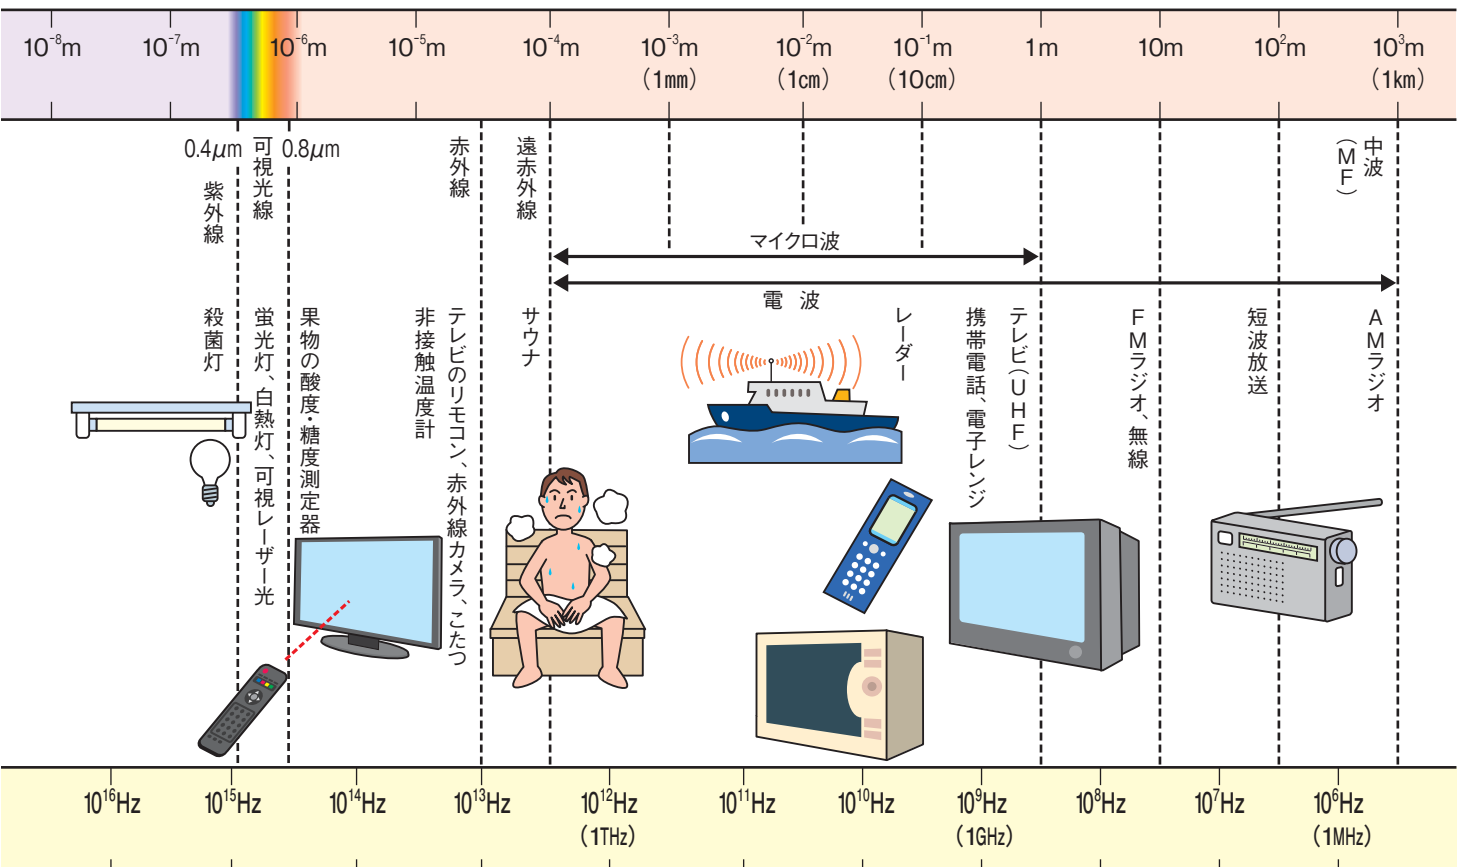 10⁻⁸m 10⁻⁷m 10⁻⁶m 10⁻⁵m 10⁻⁴m 10⁻³m 10⁻²m 10⁻¹m 1m 10m 10²m 10³m
(1mm) (1cm) (10cm) (1km)
0.4μm
可視光線
0.8μm
紫外線
赤外線
遠赤外線
中波
(MF)
マイクロ波
電波
殺菌灯
蛍光灯、白熱灯、可視レーザー光
果物の酸度・糖度測定器
非接触温度計
テレビのリモコン、赤外線カメラ、こたつ
サウナ
レーダー
携帯電話、電子レンジ
テレビ(UHF)
FMラジオ、無線
短波放送
AMラジオ
10¹⁶Hz 10¹⁵Hz 10¹⁴Hz 10¹³Hz 10¹²Hz 10¹¹Hz 10¹⁰Hz 10⁹Hz 10⁸Hz 10⁷Hz 10⁶Hz
(1THz) (1GHz) (1MHz)